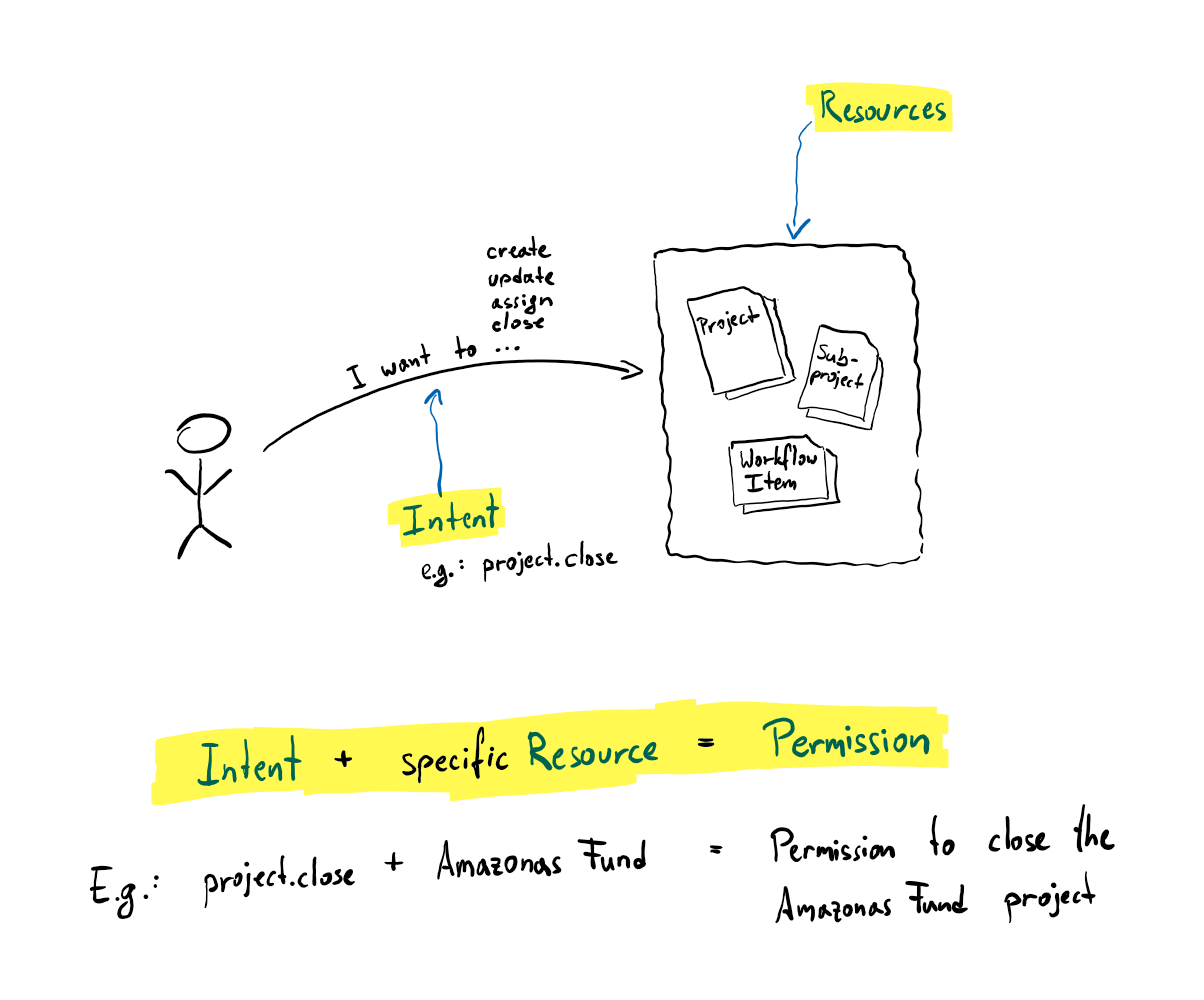 Resources
create
update
assign
close
I want to ...
Project
Sub-
project
Workflow
Item
Intent
e.g.: project.close
Intent + specific Resource = Permission
E.g.: project.close + Amazonas Fund = Permission to close the
Amazonas Fund project